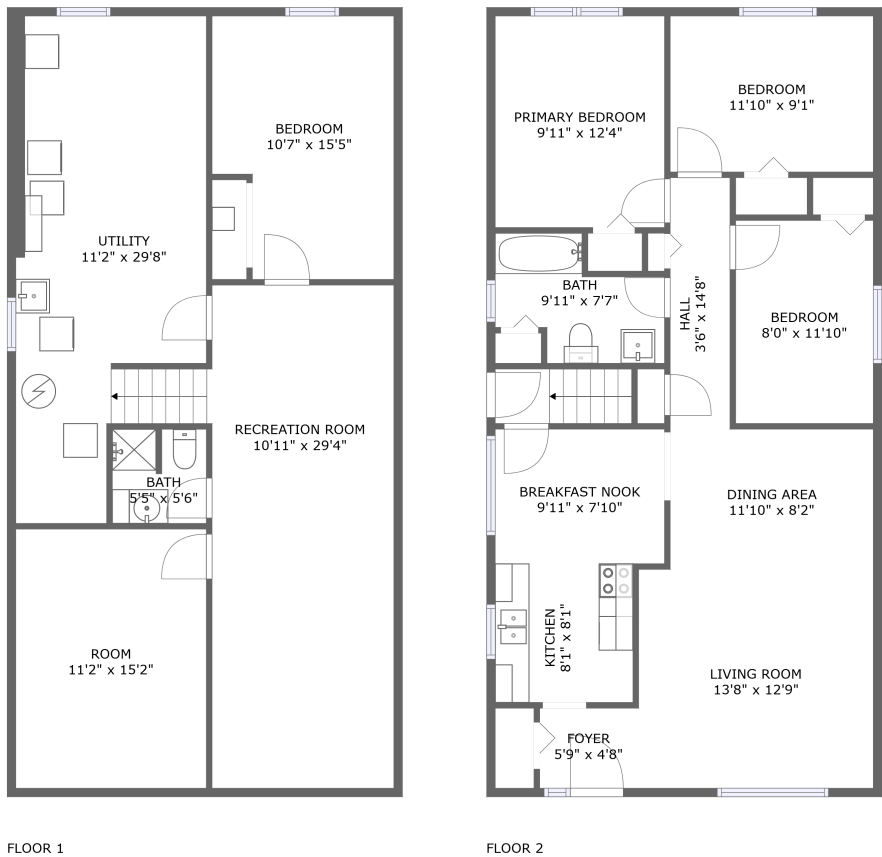 BEDROOM
10'7" x 15'5"
UTILITY
11'2" x 29'8"
RECREATION ROOM
10'11" x 29'4"
BATH
5'5" x 5'6"
ROOM
11'2" x 15'2"
FLOOR 1
PRIMARY BEDROOM
9'11" x 12'4"
BEDROOM
11'10" x 9'1"
BATH
9'11" x 7'7"
HALL
3'6" x 14'8"
BEDROOM
8'0" x 11'10"
BREAKFAST NOOK
9'11" x 7'10"
DINING AREA
11'10" x 8'2"
KITCHEN
8'1" x 8'1"
LIVING ROOM
13'8" x 12'9"
FOYER
5'9" x 4'8"
FLOOR 2